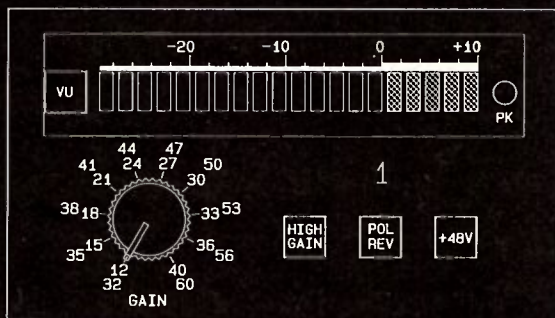 -20 -10 0 +10
VU
PK
44 47
41 24 27 50
21 30
38 18 33 53
15 36
35 56
12 40
32 60
GAIN
1
HIGH
GAIN
POL
REV
+48V